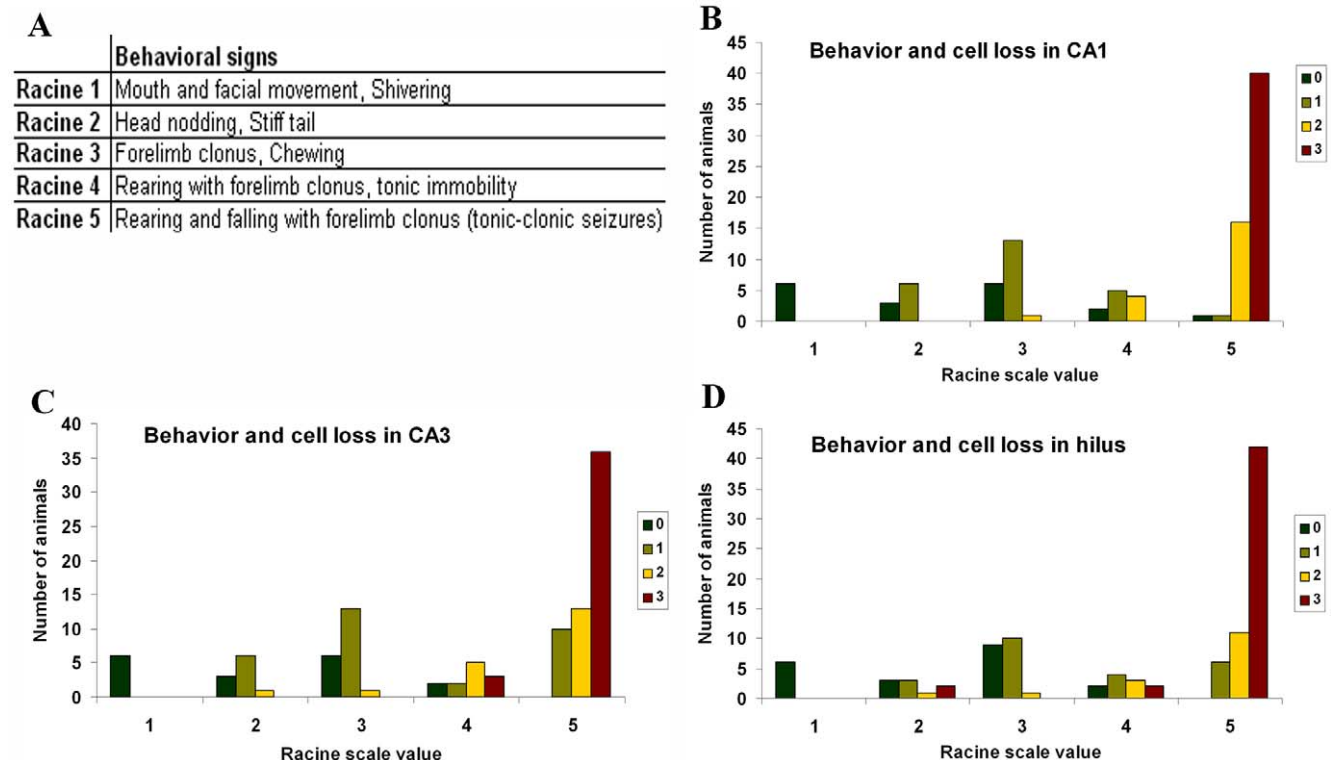 A
Behavioral signs
Racine 1 Mouth and facial movement, Shivering
Racine 2 Head nodding, Stiff tail
Racine 3 Forelimb clonus, Chewing
Racine 4 Rearing with forelimb clonus, tonic immobility
Racine 5 Rearing and falling with forelimb clonus (tonic-clonic seizures)
B
Behavior and cell loss in CA1
Number of animals
45
40
35
30
25
20
15
10
5
0
1 2 3 4 5
Racine scale value
0
1
2
3
C
Behavior and cell loss in CA3
Number of animals
40
35
30
25
20
15
10
5
0
1 2 3 4 5
Racine scale value
0
1
2
3
D
Behavior and cell loss in hilus
Number of animals
45
40
35
30
25
20
15
10
5
0
1 2 3 4 5
Racine scale value
0
1
2
3